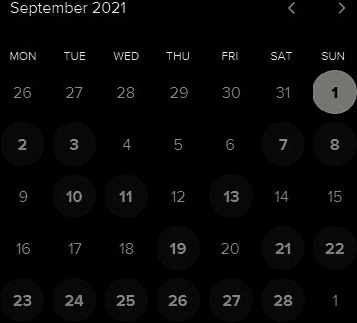 September 2021
MON TUE WED THU FRI SAT SUN
26 27 28 29 30 31 1
2 3 4 5 6 7 8
9 10 11 12 13 14 15
16 17 18 19 20 21 22
23 24 25 26 27 28 1